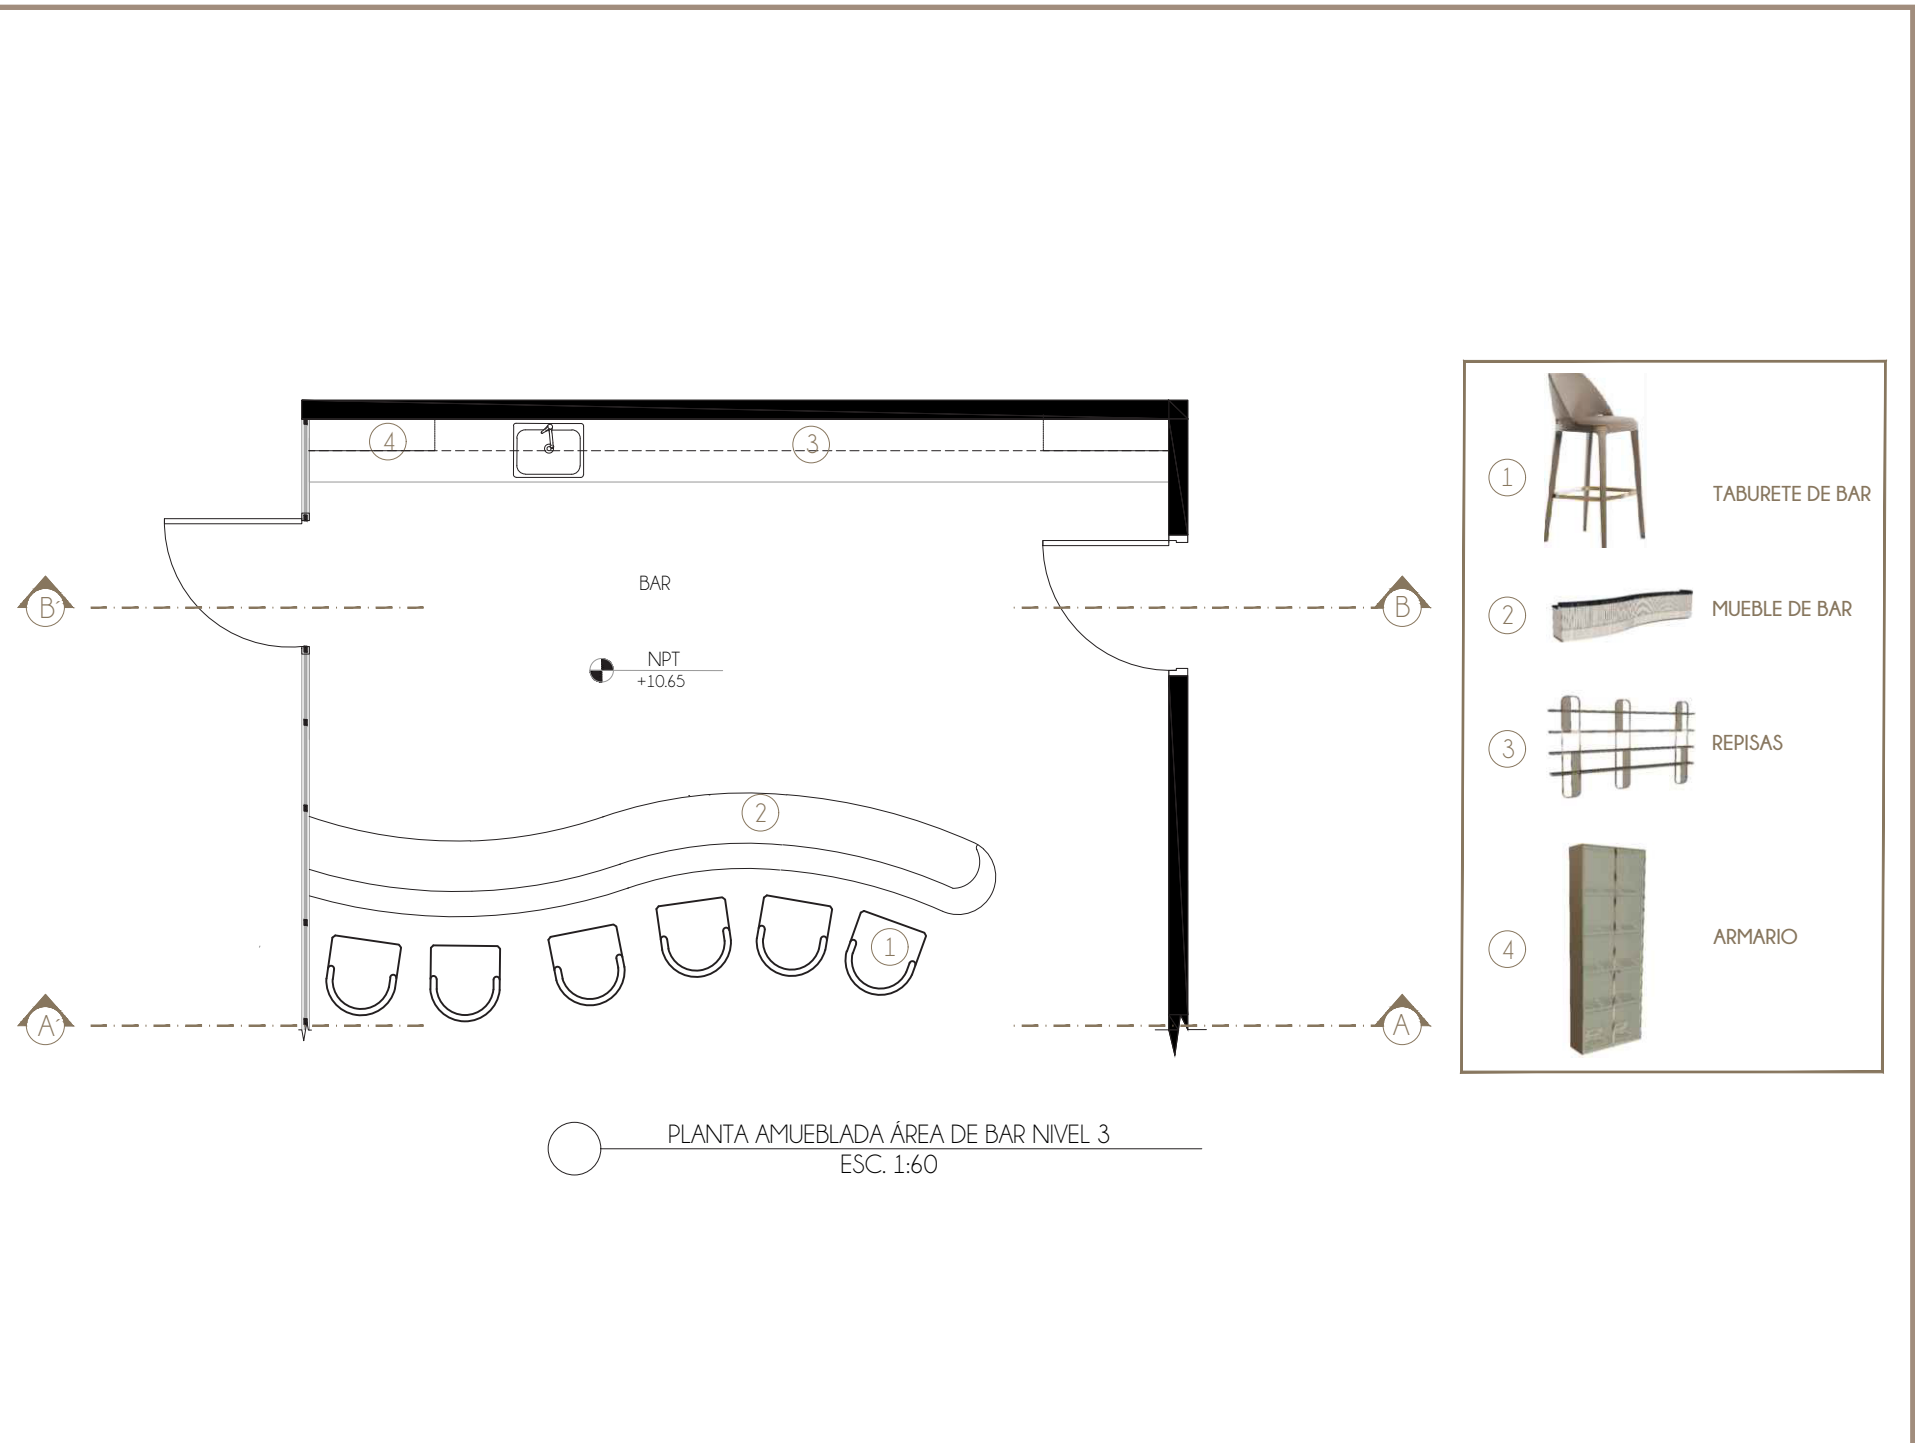 4
3
BAR
B'
B
NPT
+10.65
2
1
A'
A
PLANTA AMUEBLADA ÁREA DE BAR NIVEL 3
ESC. 1:60
1
TABURETE DE BAR
2
MUEBLE DE BAR
3
REPISAS
4
ARMARIO